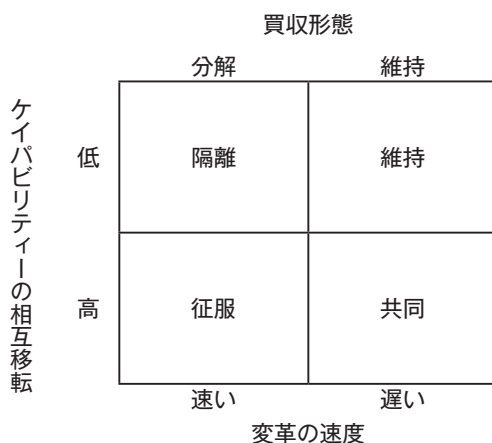 買収形態
分解 維持
ケイパビリティーの相互移転
低 隔離 維持
高 征服 共同
速い 遅い
変革の速度